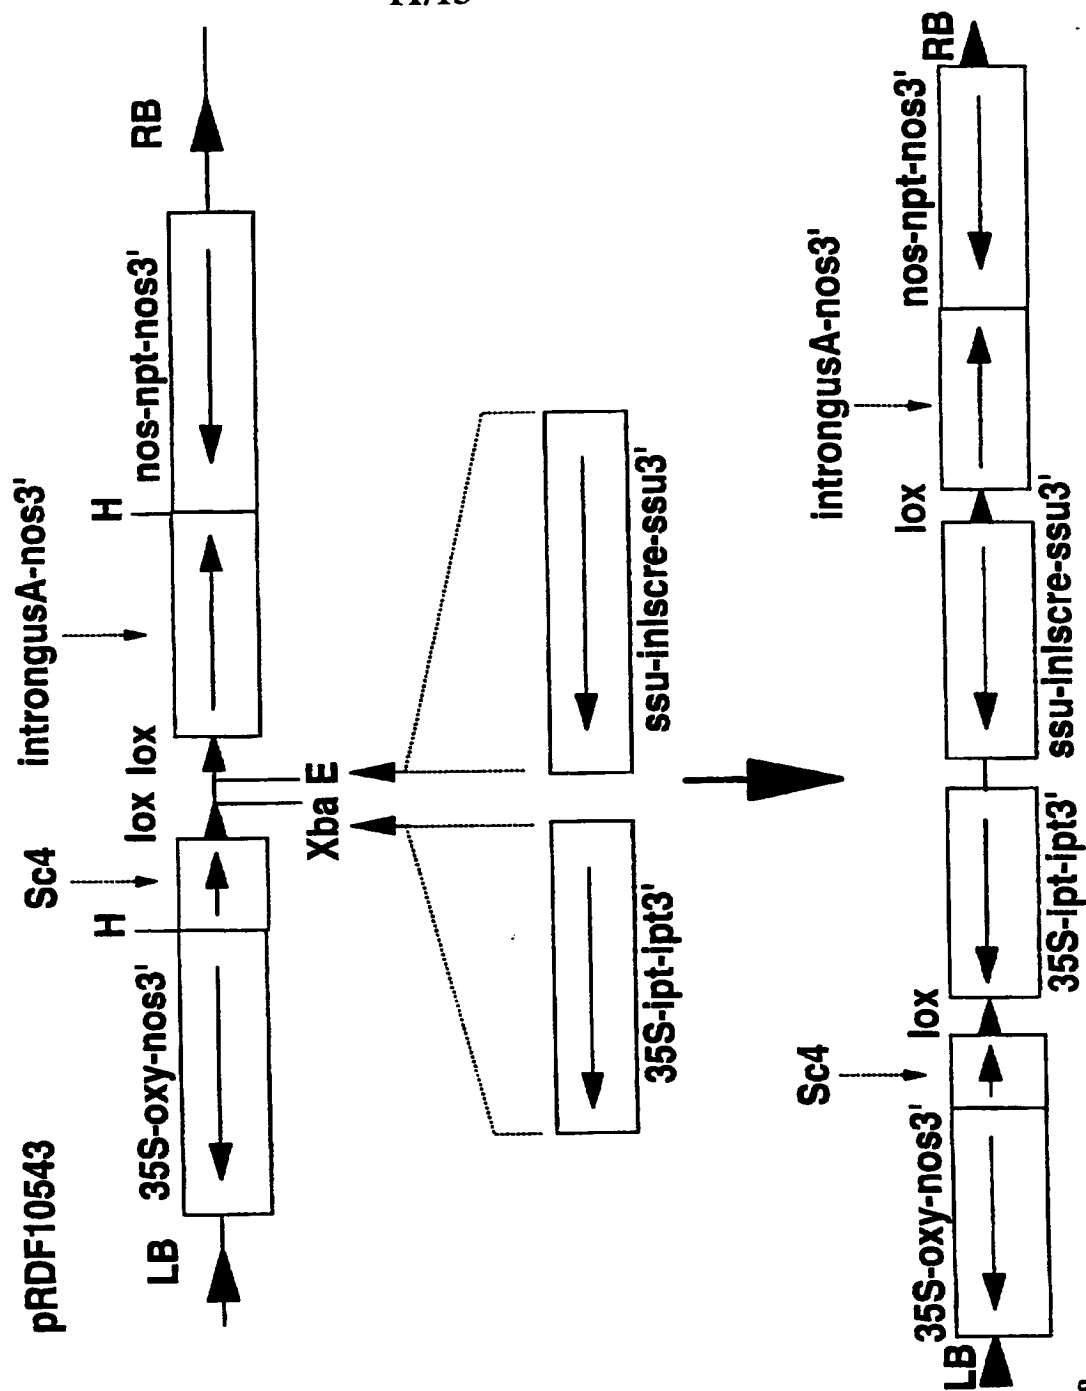 pRDF10543
LB
35S-oxy-nos3'
H
Sc4
lox
lox
introngusA-nos3'
H
nos-npt-nos3'
RB
Xba
E
35S-ipt-ipt3'
ssu-inlscre-ssu3'
LB
35S-oxy-nos3'
Sc4
lox
35S-ipt-ipt3'
ssu-inlscre-ssu3'
lox
introngusA-nos3'
nos-npt-nos3'
RB